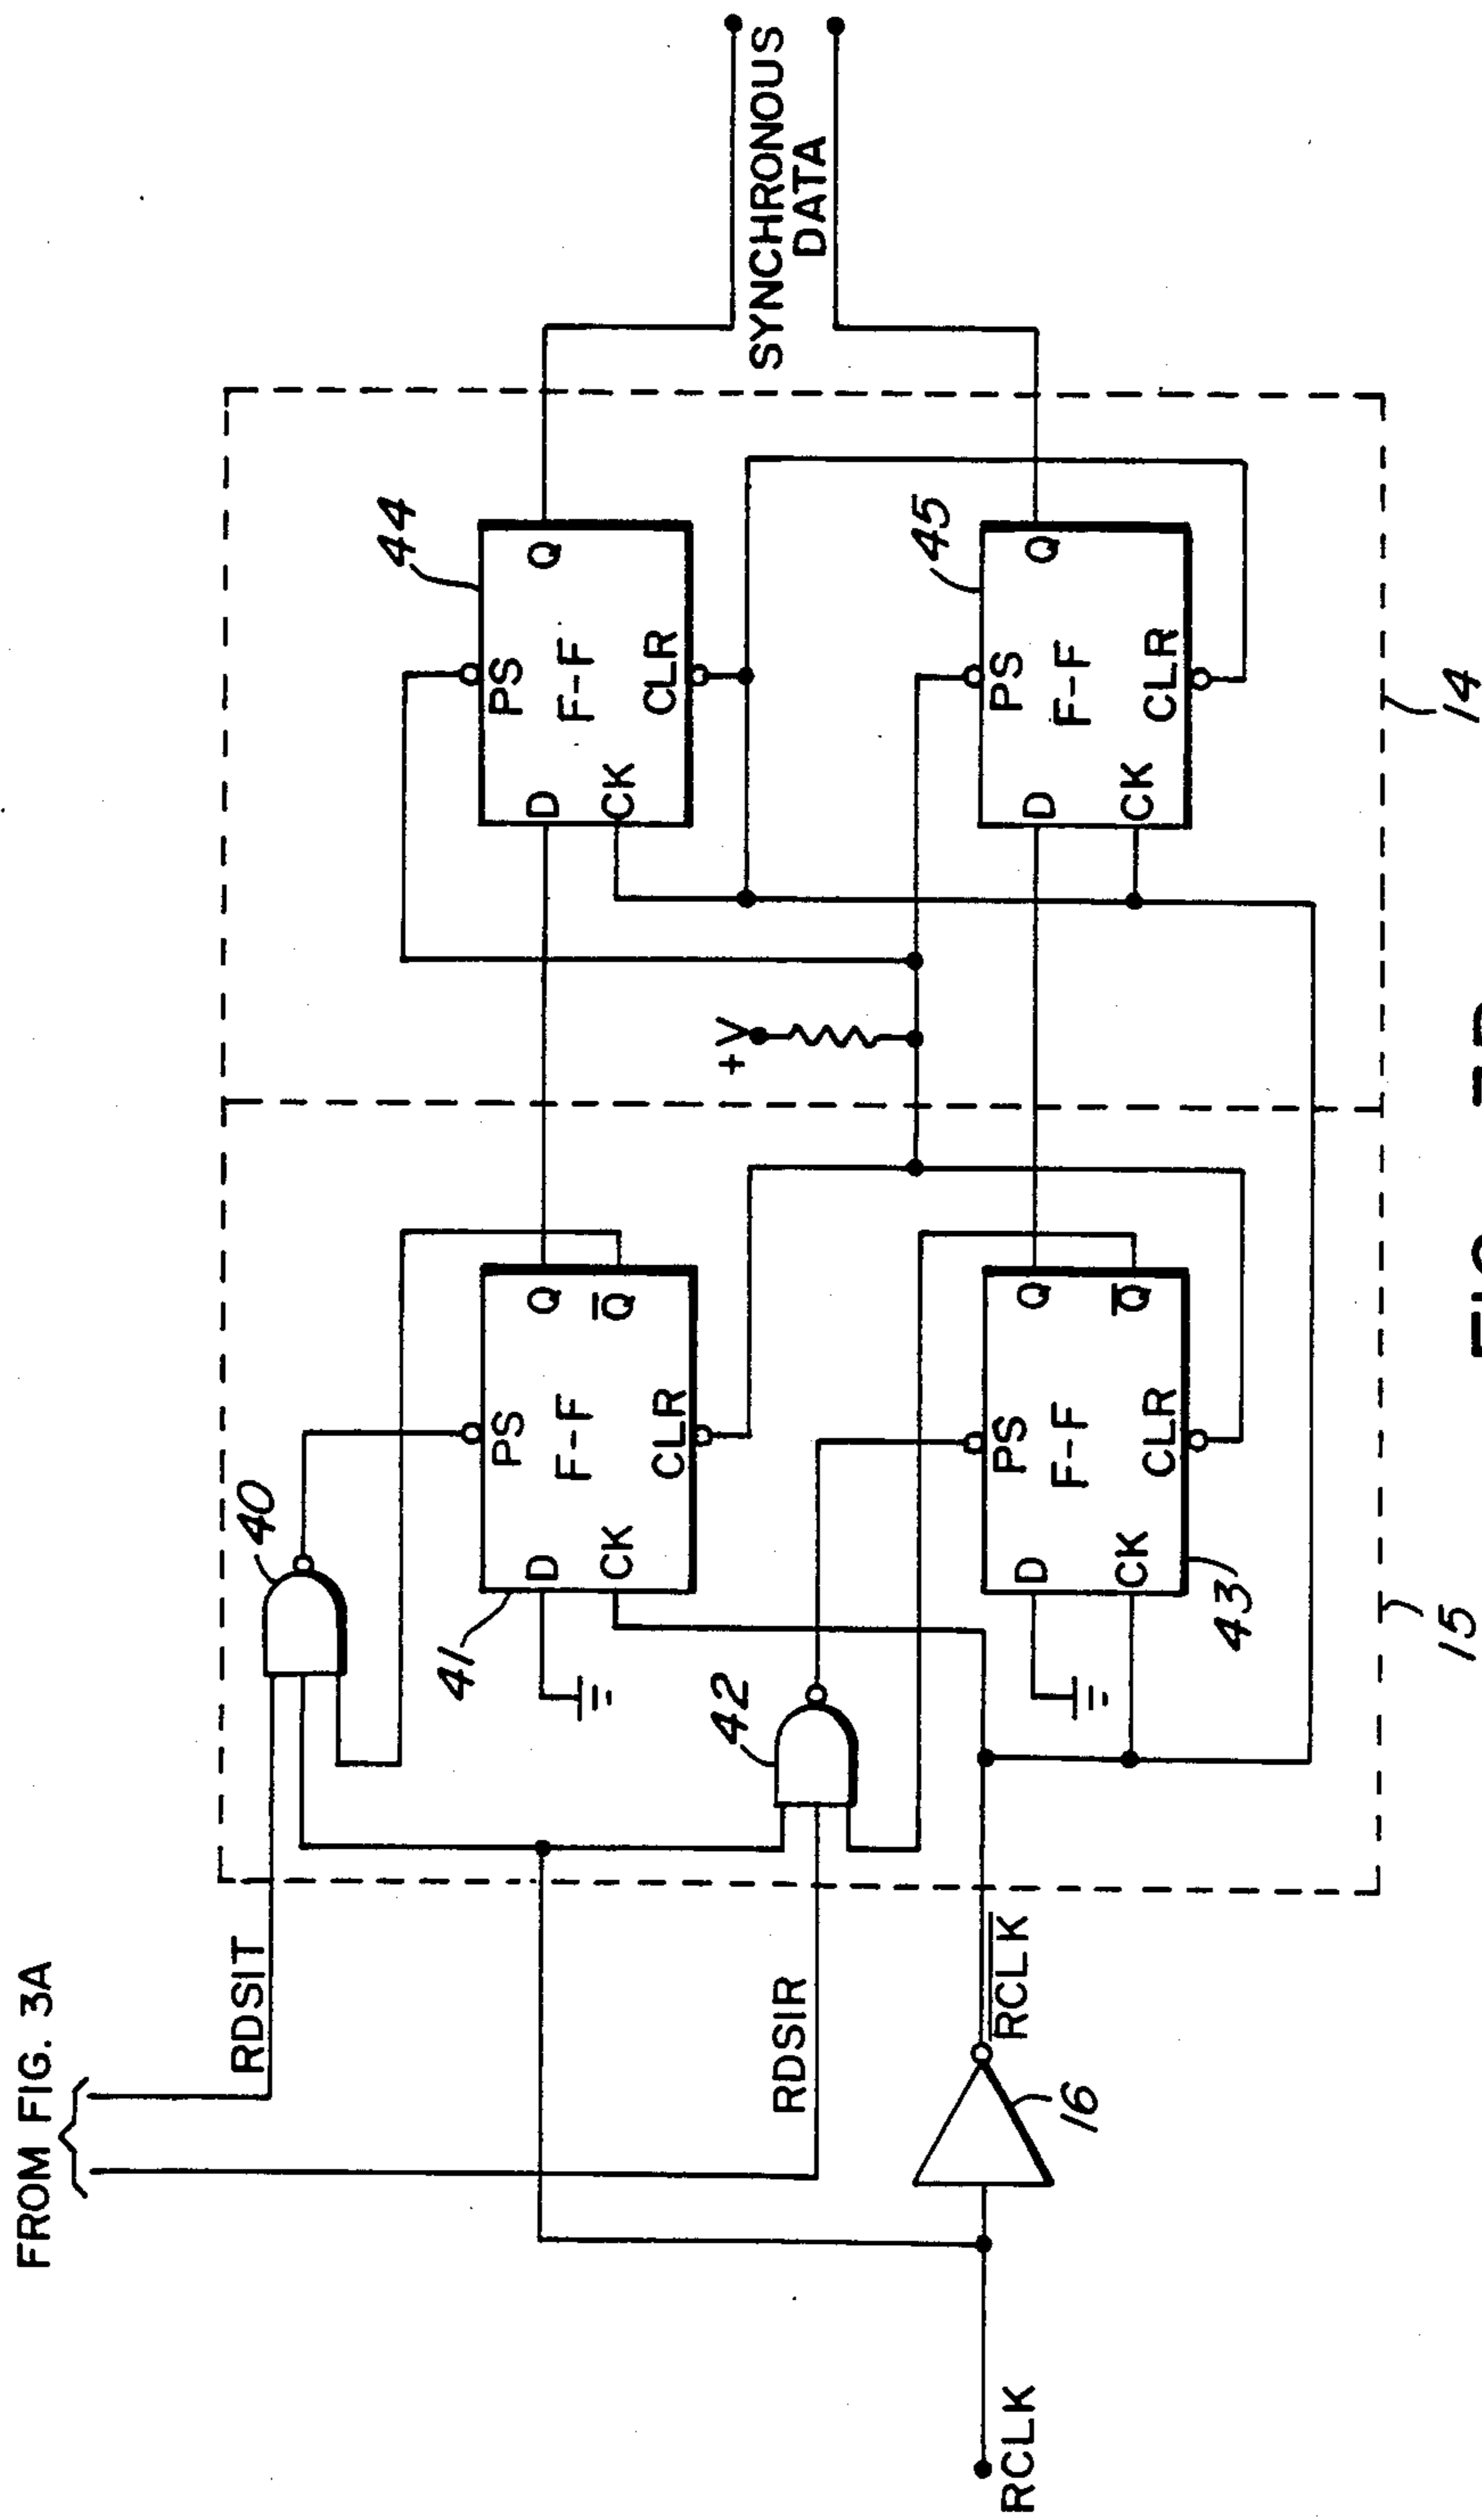 FROM FIG. 3A
RDSIT
RDSIR
RCLK
RCLK
16
40
41
PS
D
F-F
Q
CK
Q
CLR
42
43
PS
D
F-F
Q
CK
Q
CLR
+V
44
PS
D
F-F
Q
CK
CLR
45
PS
D
F-F
Q
CK
CLR
SYNCHRONOUS
DATA
15
14